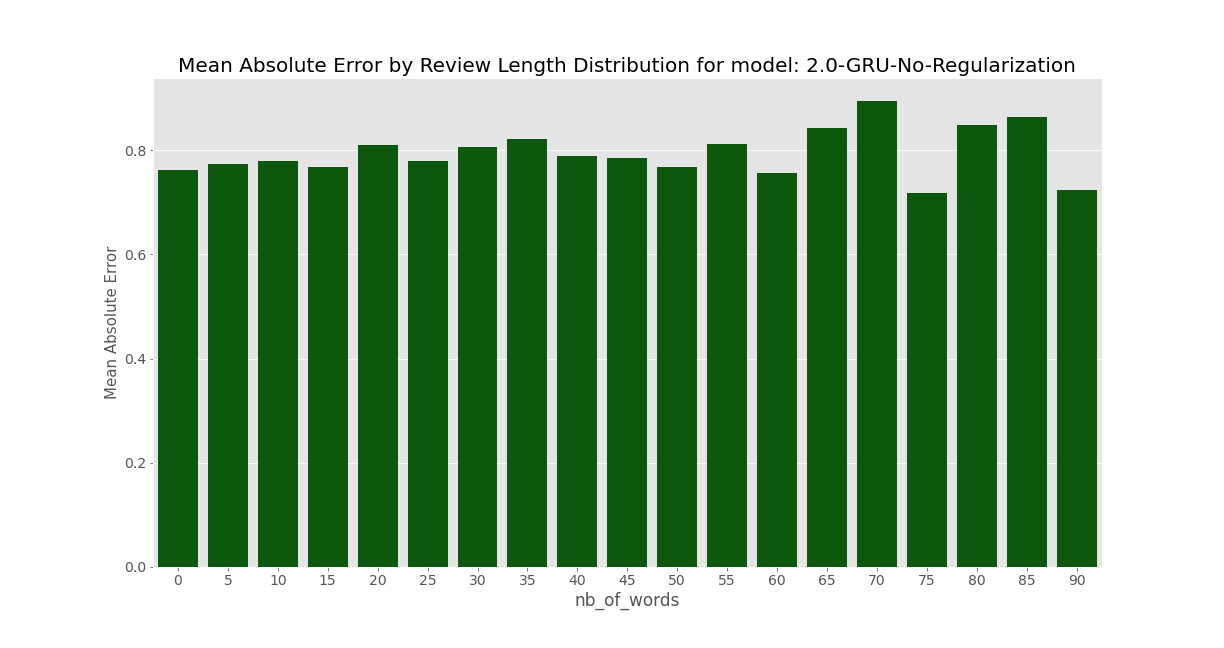 Mean Absolute Error by Review Length Distribution for model: 2.0-GRU-No-Regularization
Mean Absolute Error
0.8
0.6
0.4
0.2
0.0
0 5 10 15 20 25 30 35 40 45 50 55 60 65 70 75 80 85 90
nb_of_words